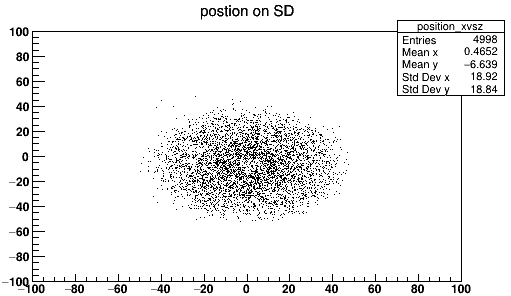 postion on SD
position_xvsz
Entries 4998
Mean x 0.4652
Mean y −6.639
Std Dev x 18.92
Std Dev y 18.84
100
80
60
40
20
0
−20
−40
−60
−80
−100
−100 −80 −60 −40 −20 0 20 40 60 80 100